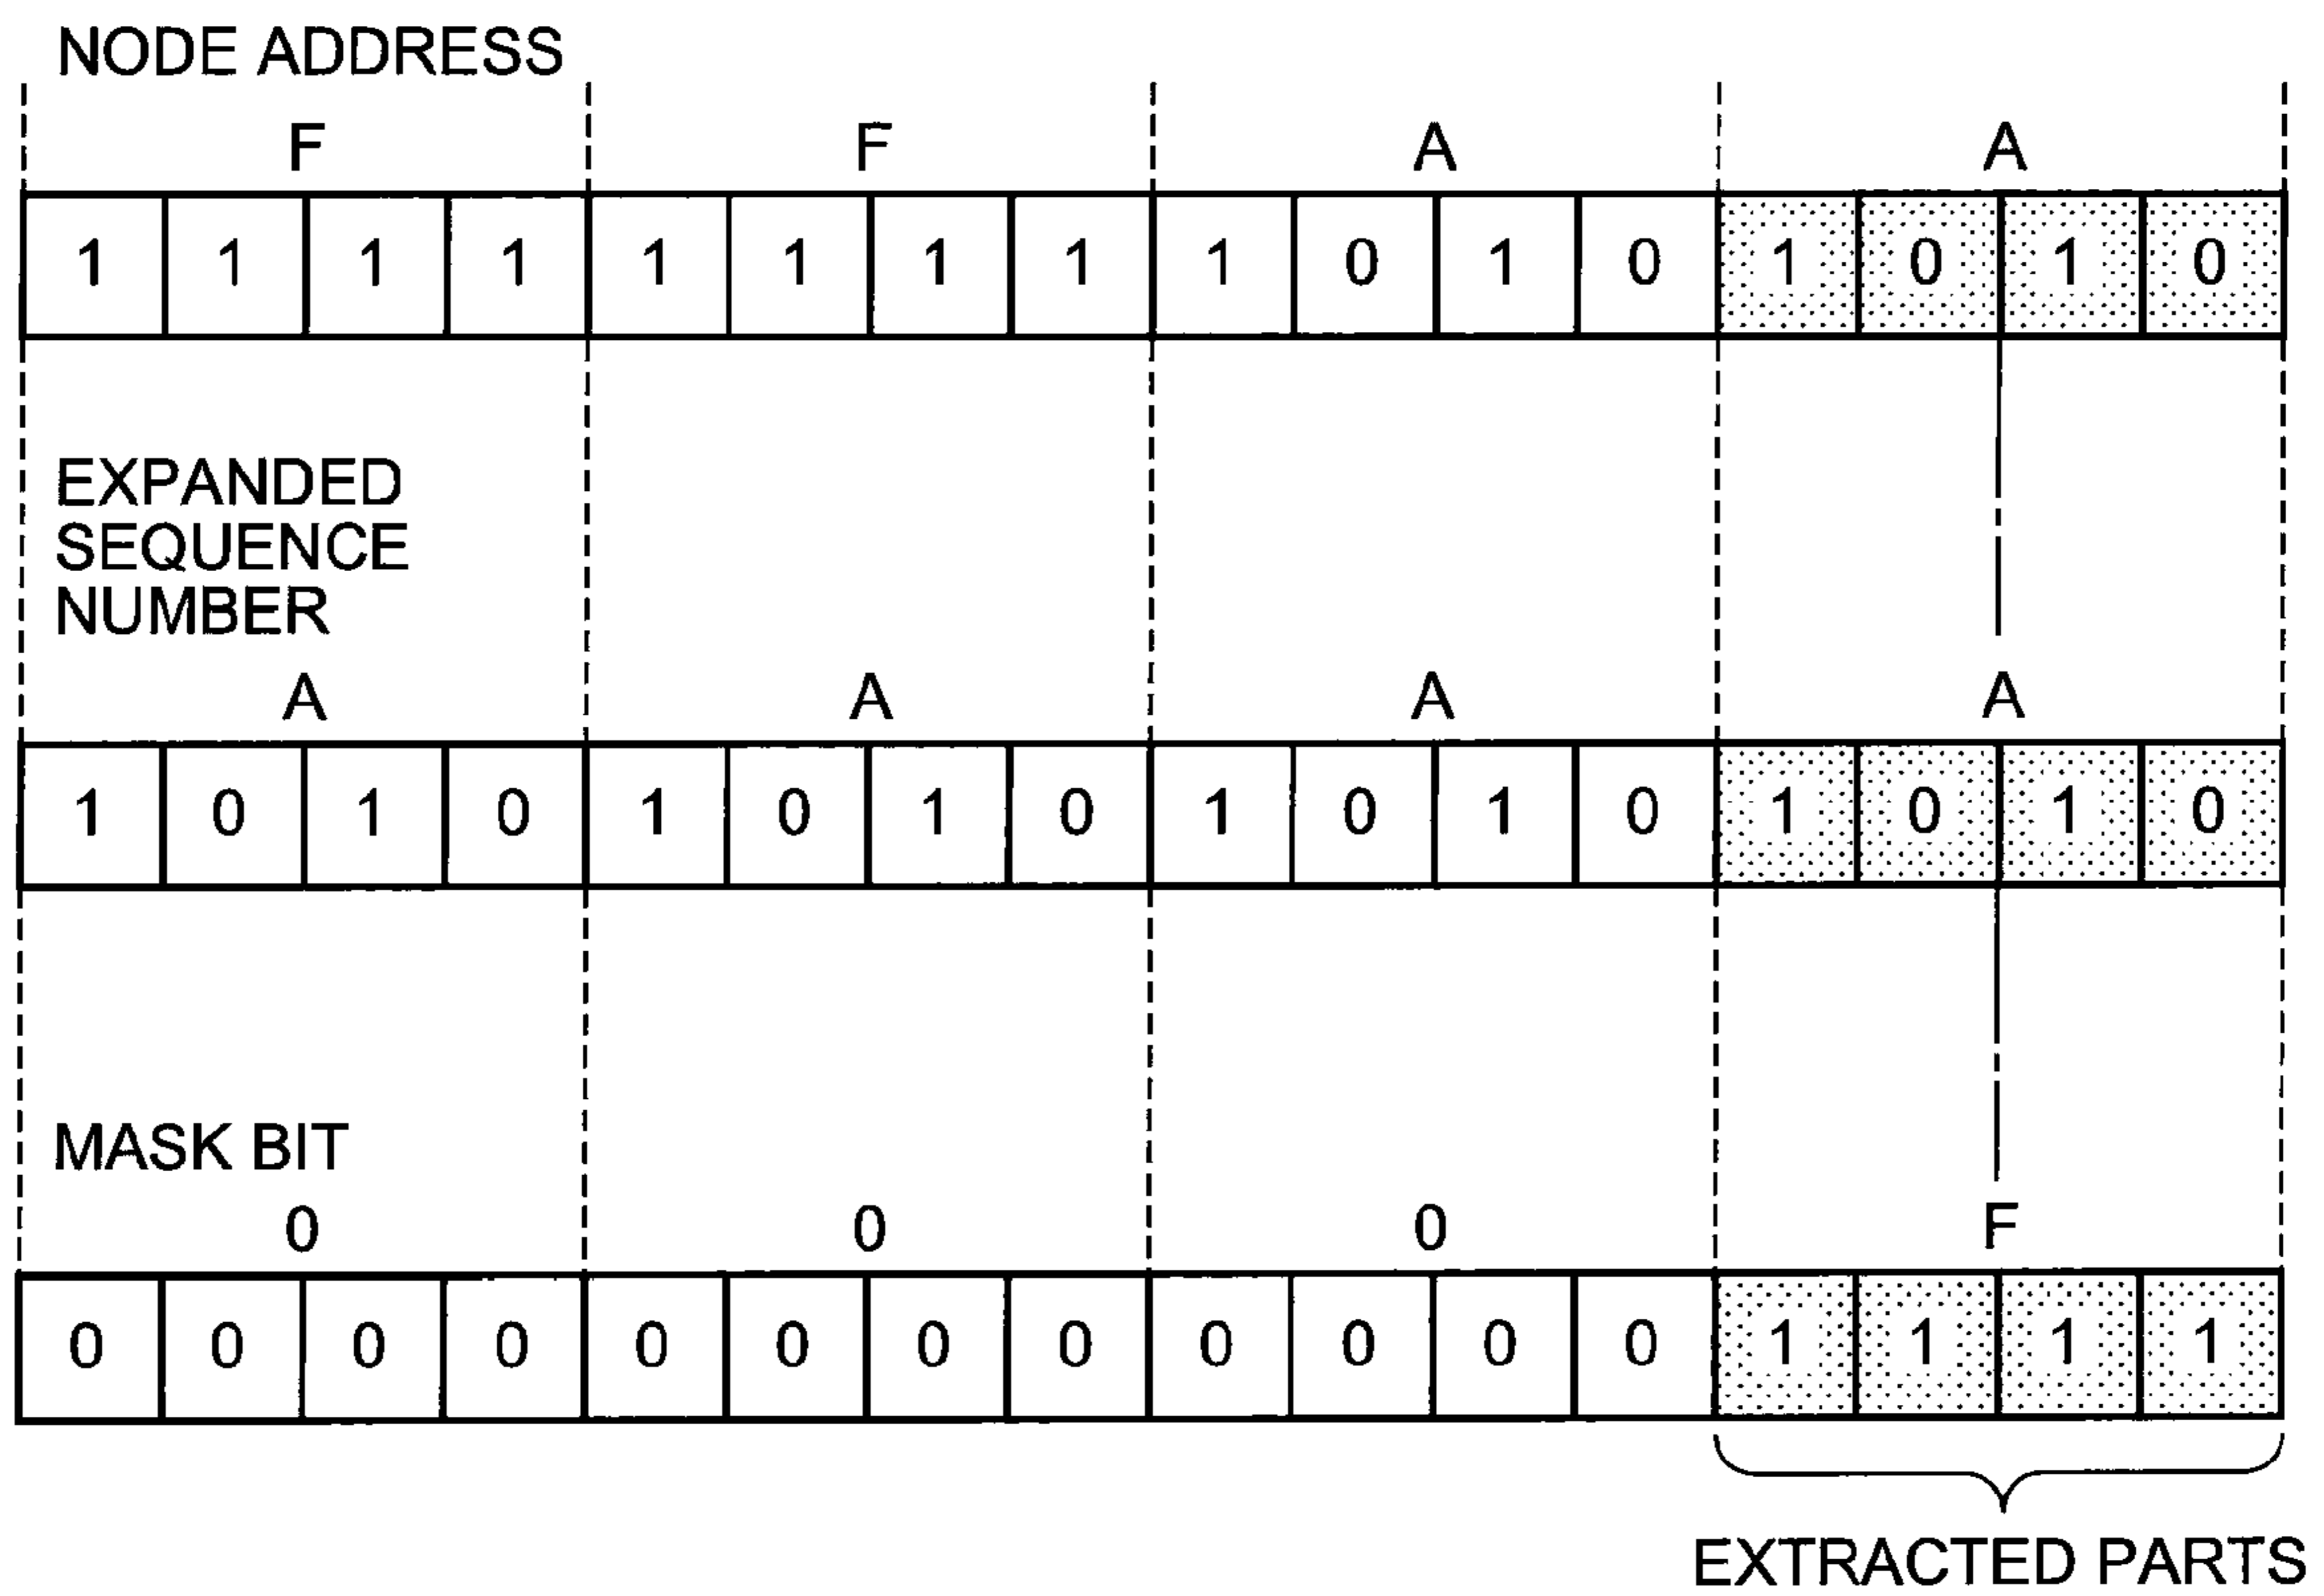 NODE ADDRESS
F F A A
1 1 1 1 1 1 1 1 1 0 1 0 1 0 1 0
EXPANDED
SEQUENCE
NUMBER
A A A A
1 0 1 0 1 0 1 0 1 0 1 0 1 0 1 0
MASK BIT
0 0 0 F
0 0 0 0 0 0 0 0 0 0 0 0 1 1 1 1
EXTRACTED PARTS